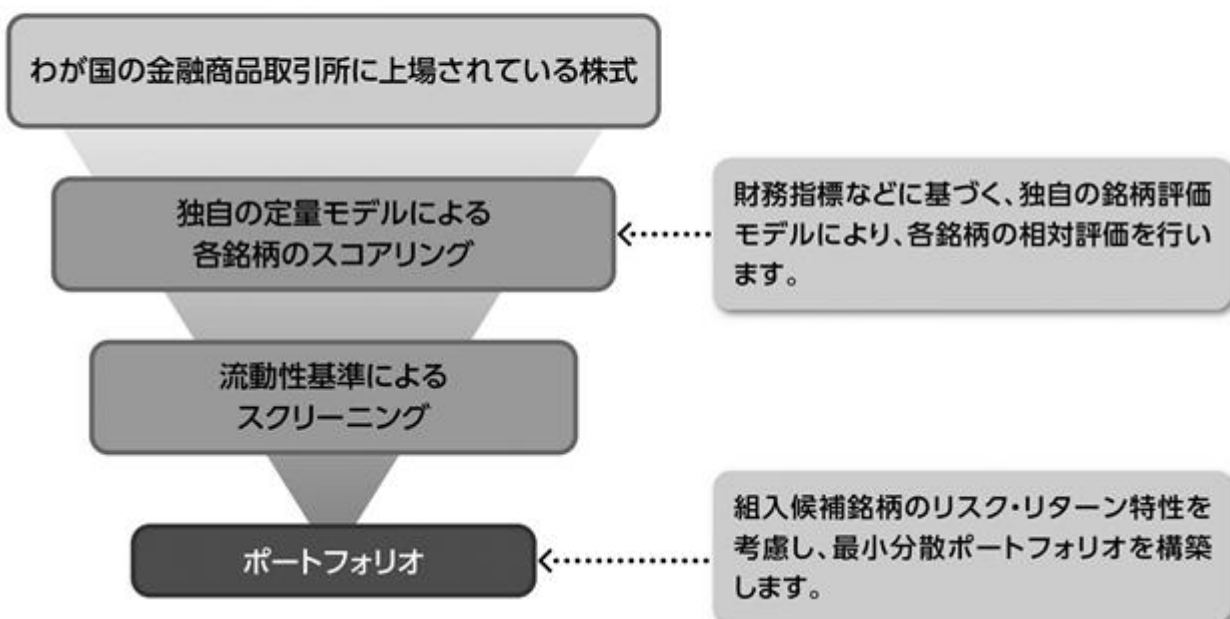 わが国の金融商品取引所に上場されている株式
独自の定量モデルによる
各銘柄のスコアリング
財務指標などに基づく、独自の銘柄評価
モデルにより、各銘柄の相対評価を行い
ます。
流動性基準による
スクリーニング
ポートフォリオ
組入候補銘柄のリスク・リターン特性を
考慮し、最小分散ポートフォリオを構築
します。